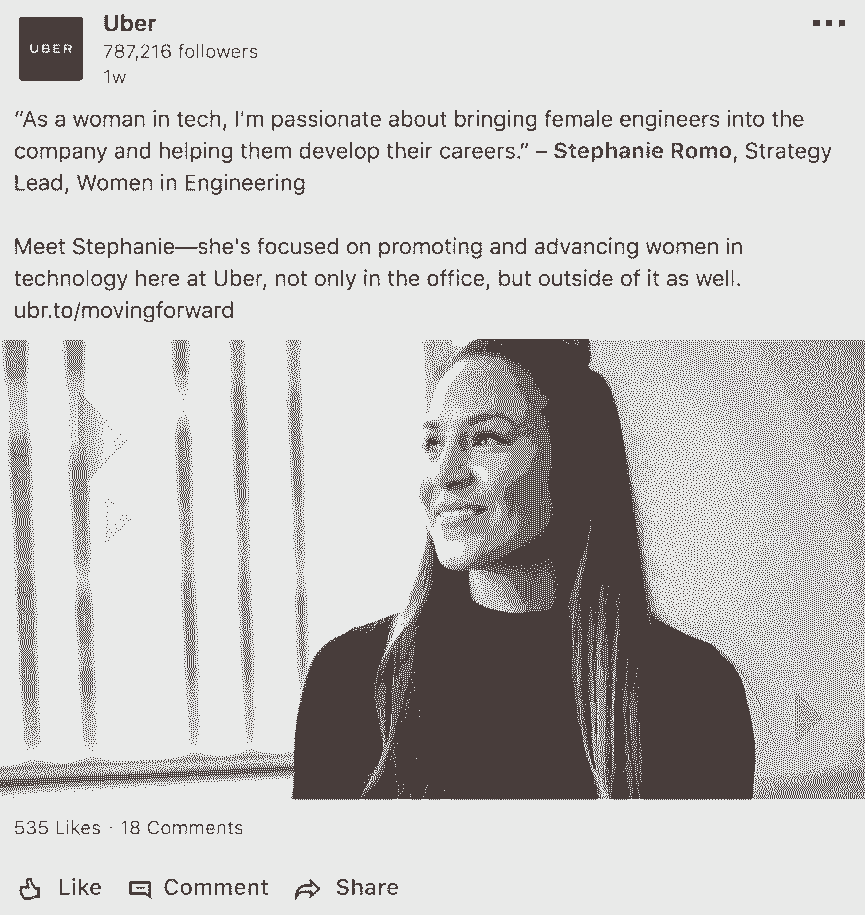 UBER
Uber
787,216 followers
1w
“As a woman in tech, I'm passionate about bringing female engineers into the
company and helping them develop their careers.” – Stephanie Romo, Strategy
Lead, Women in Engineering
Meet Stephanie—she's focused on promoting and advancing women in
technology here at Uber, not only in the office, but outside of it as well.
ubr.to/movingforward
535 Likes · 18 Comments
Like Comment Share